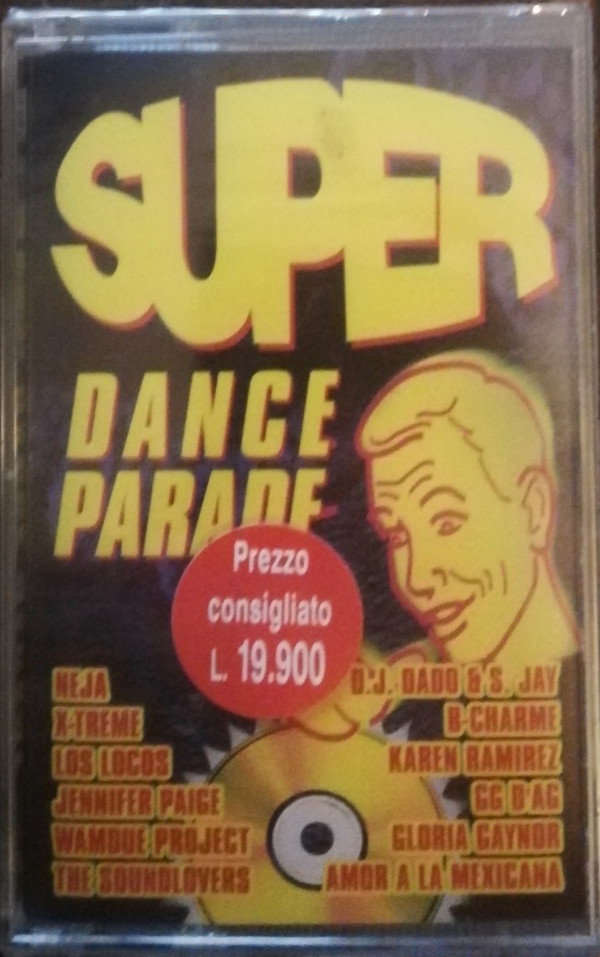 SUPER
DANCE
PARADE
Prezzo
consigliato
L. 19.900
NEJA
X-TREME
LOS LOCOS
JENNIFER PAIGE
WAMDUE PROJECT
THE SOUNDLOVERS
D.J. DADO & S. JAY
B-CHARME
KAREN RAMIREZ
GG D'AG
GLORIA GAYNOR
AMOR A LA MEXICANA